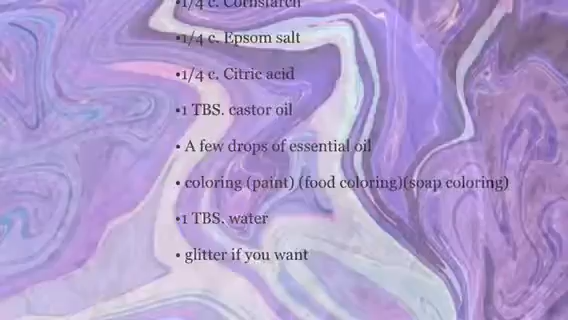 •1/4 c. Cornstarch
•1/4 c. Epsom salt
•1/4 c. Citric acid
•1 TBS. castor oil
• A few drops of essential oil
• coloring (paint) (food coloring)(soap coloring)
•1 TBS. water
• glitter if you want